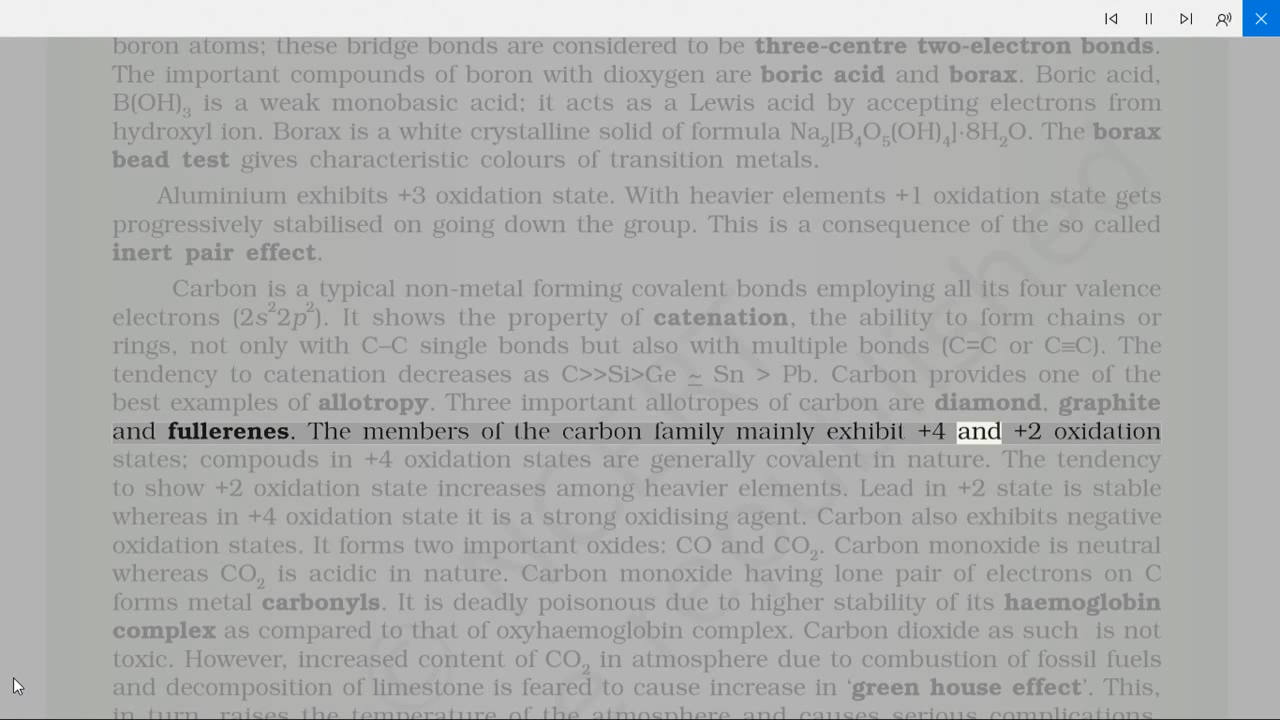 boron atoms; these bridge bonds are considered to be three-centre two-electron bonds.
The important compounds of boron with dioxygen are boric acid and borax. Boric acid,
B(OH)₃ is a weak monobasic acid; it acts as a Lewis acid by accepting electrons from
hydroxyl ion. Borax is a white crystalline solid of formula Na₂[B₄O₅(OH)₄]·8H₂O. The borax
bead test gives characteristic colours of transition metals.
Aluminium exhibits +3 oxidation state. With heavier elements +1 oxidation state gets
progressively stabilised on going down the group. This is a consequence of the so called
inert pair effect.
Carbon is a typical non-metal forming covalent bonds employing all its four valence
electrons (2s²2p²). It shows the property of catenation, the ability to form chains or
rings, not only with C–C single bonds but also with multiple bonds (C=C or C≡C). The
tendency to catenation decreases as C>>Si>Ge ≃ Sn > Pb. Carbon provides one of the
best examples of allotropy. Three important allotropes of carbon are diamond, graphite
and fullerenes. The members of the carbon family mainly exhibit +4 and +2 oxidation
states; compouds in +4 oxidation states are generally covalent in nature. The tendency
to show +2 oxidation state increases among heavier elements. Lead in +2 state is stable
whereas in +4 oxidation state it is a strong oxidising agent. Carbon also exhibits negative
oxidation states. It forms two important oxides: CO and CO₂. Carbon monoxide is neutral
whereas CO₂ is acidic in nature. Carbon monoxide having lone pair of electrons on C
forms metal carbonyls. It is deadly poisonous due to higher stability of its haemoglobin
complex as compared to that of oxyhaemoglobin complex. Carbon dioxide as such is not
toxic. However, increased content of CO₂ in atmosphere due to combustion of fossil fuels
and decomposition of limestone is feared to cause increase in ‘green house effect’. This,
in turn, raises the temperature of the atmosphere and causes serious complications.